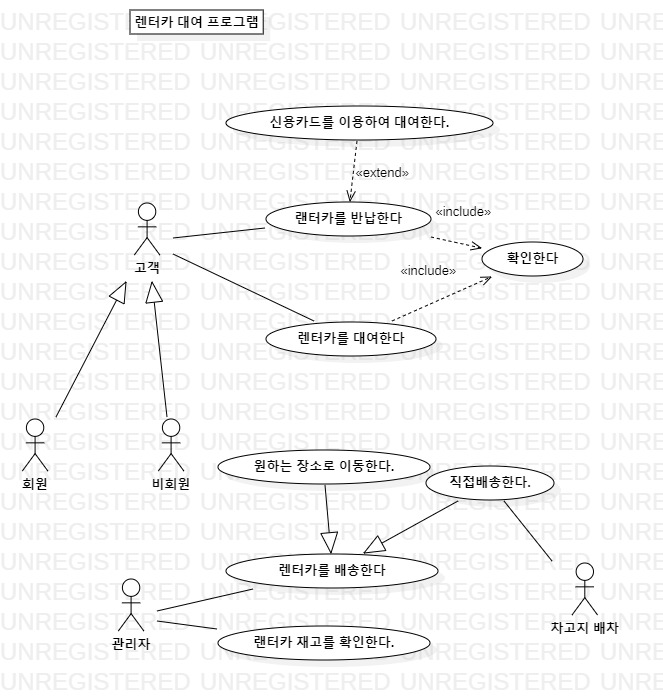 렌터카 대여 프로그램
신용카드를 이용하여 대여한다.
«extend»
랜터카를 반납한다
«include»
고객
확인한다
«include»
렌터카를 대여한다
회원
비회원
원하는 장소로 이동한다.
직접배송한다.
렌터카를 배송한다
차고지 배차
관리자
랜터카 재고를 확인한다.
UNREGISTERED